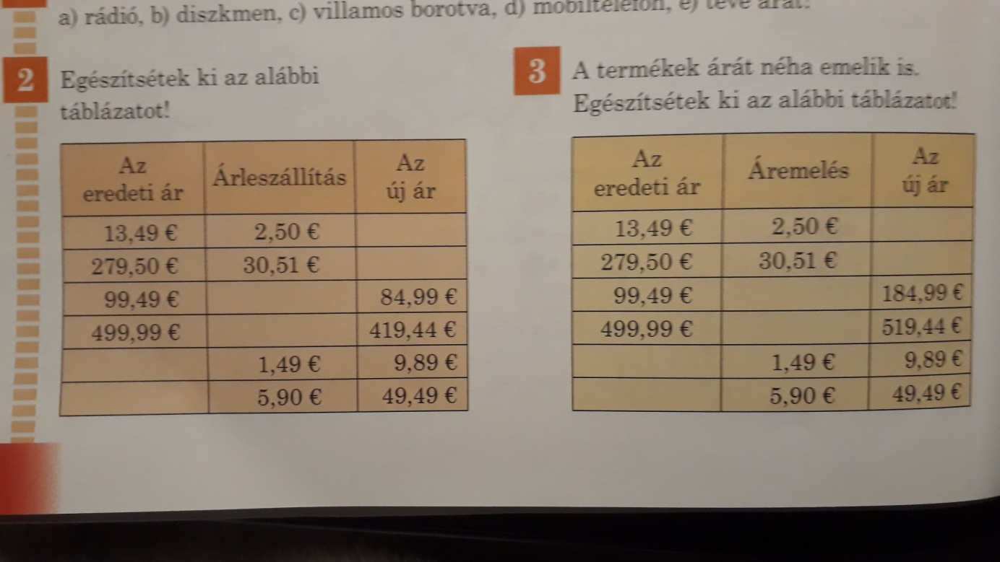 a) rádió, b) diszkmen, c) villamos borotva, d) mobiltelefon, e) tévé árát!
2 Egészítsétek ki az alábbi
táblázatot!
Az
eredeti ár Árleszállítás Az
új ár
13,49 € 2,50 €
279,50 € 30,51 €
99,49 € 84,99 €
499,99 € 419,44 €
1,49 € 9,89 €
5,90 € 49,49 €
3 A termékek árát néha emelik is.
Egészítsétek ki az alábbi táblázatot!
Az
eredeti ár Áremelés Az
új ár
13,49 € 2,50 €
279,50 € 30,51 €
99,49 € 184,99 €
499,99 € 519,44 €
1,49 € 9,89 €
5,90 € 49,49 €